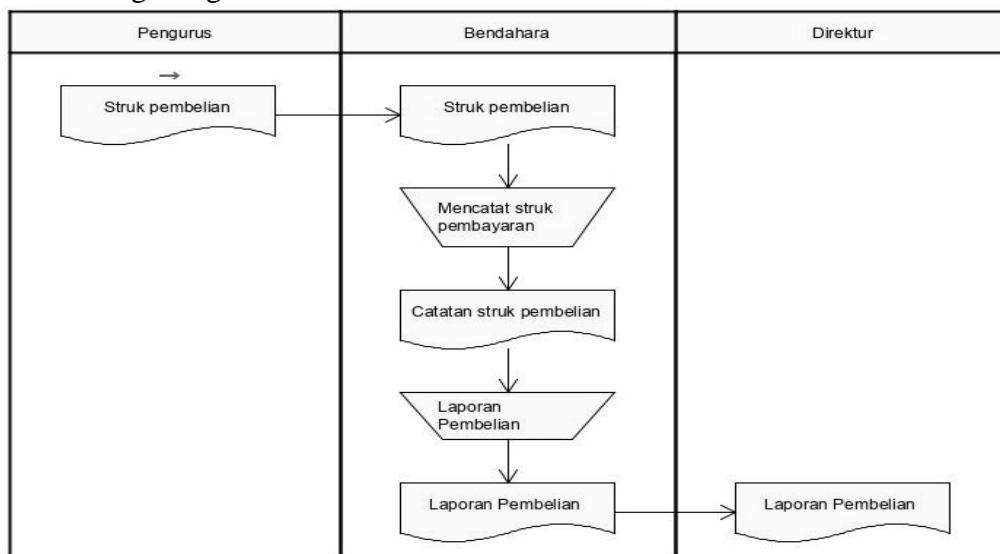 Pengurus
Bendahara
Direktur
Struk pembelian
Struk pembelian
Mencatat struk
pembayaran
Catatan struk pembelian
Laporan
Pembelian
Laporan Pembelian
Laporan Pembelian